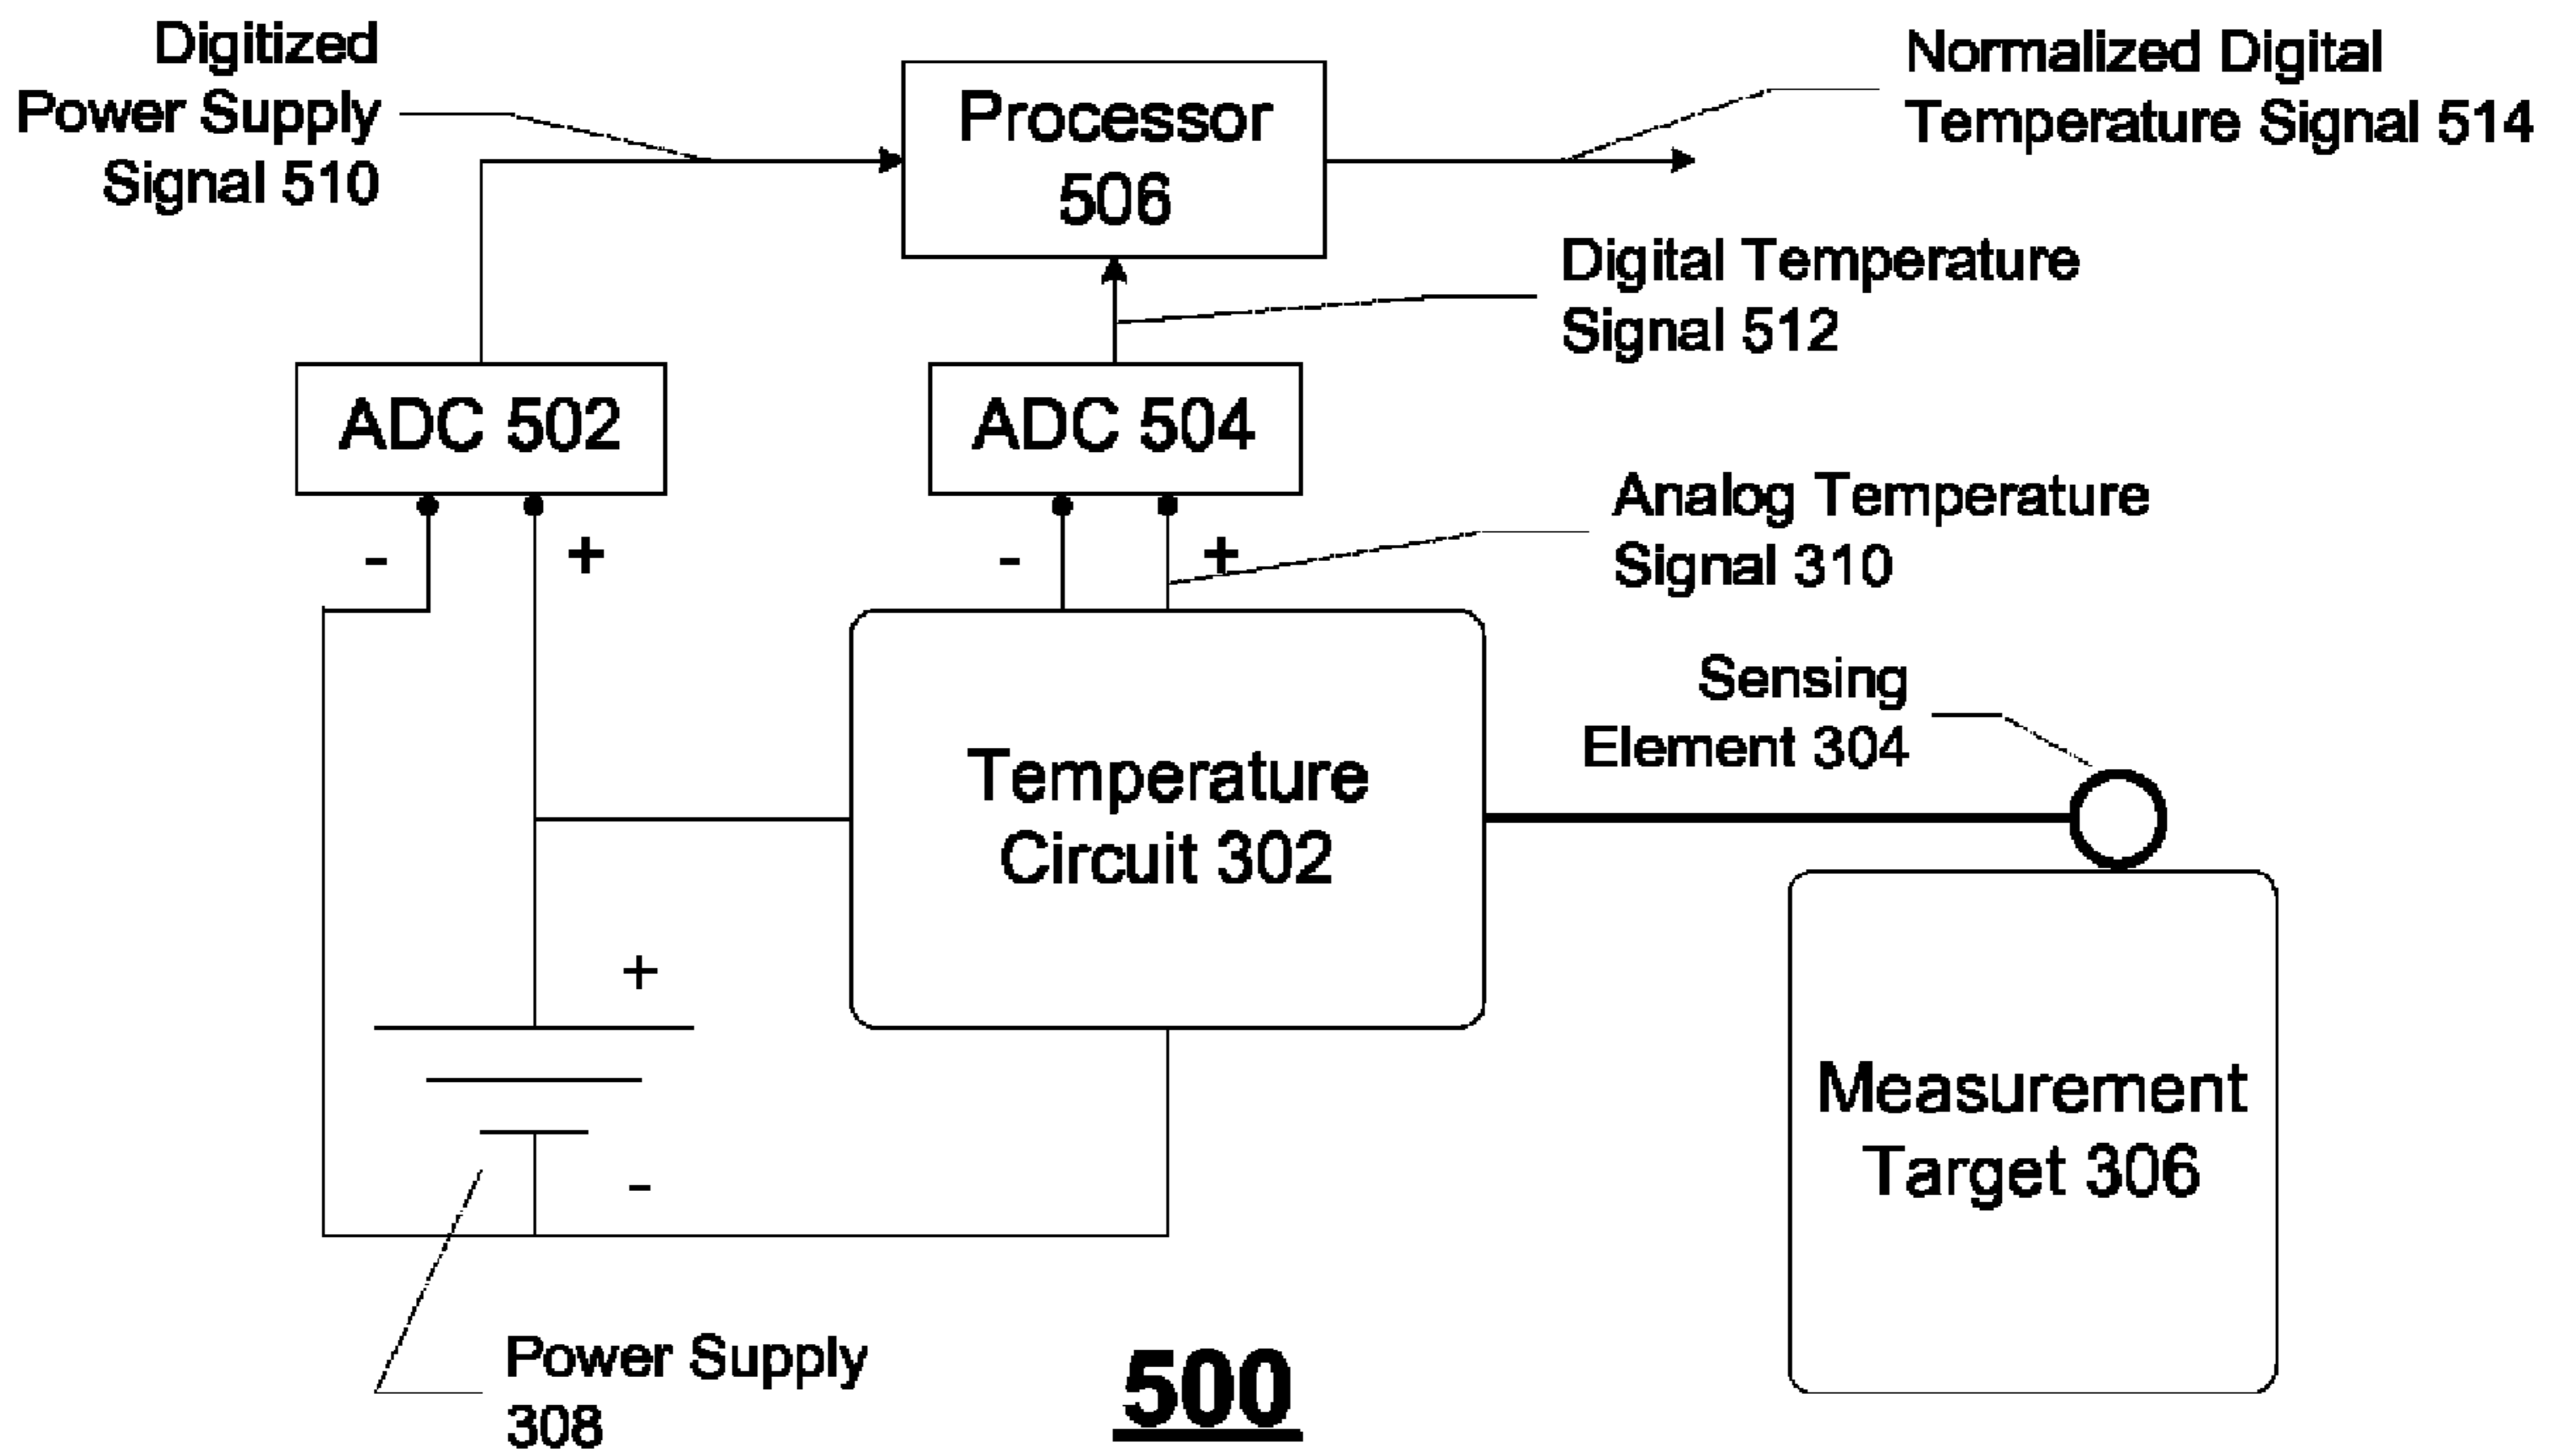 Digitized
Power Supply
Signal 510
Processor
506
Normalized Digital
Temperature Signal 514
Digital Temperature
Signal 512
ADC 502
ADC 504
- +
- +
Analog Temperature
Signal 310
Sensing
Element 304
Temperature
Circuit 302
+
-
Measurement
Target 306
Power Supply
308
500